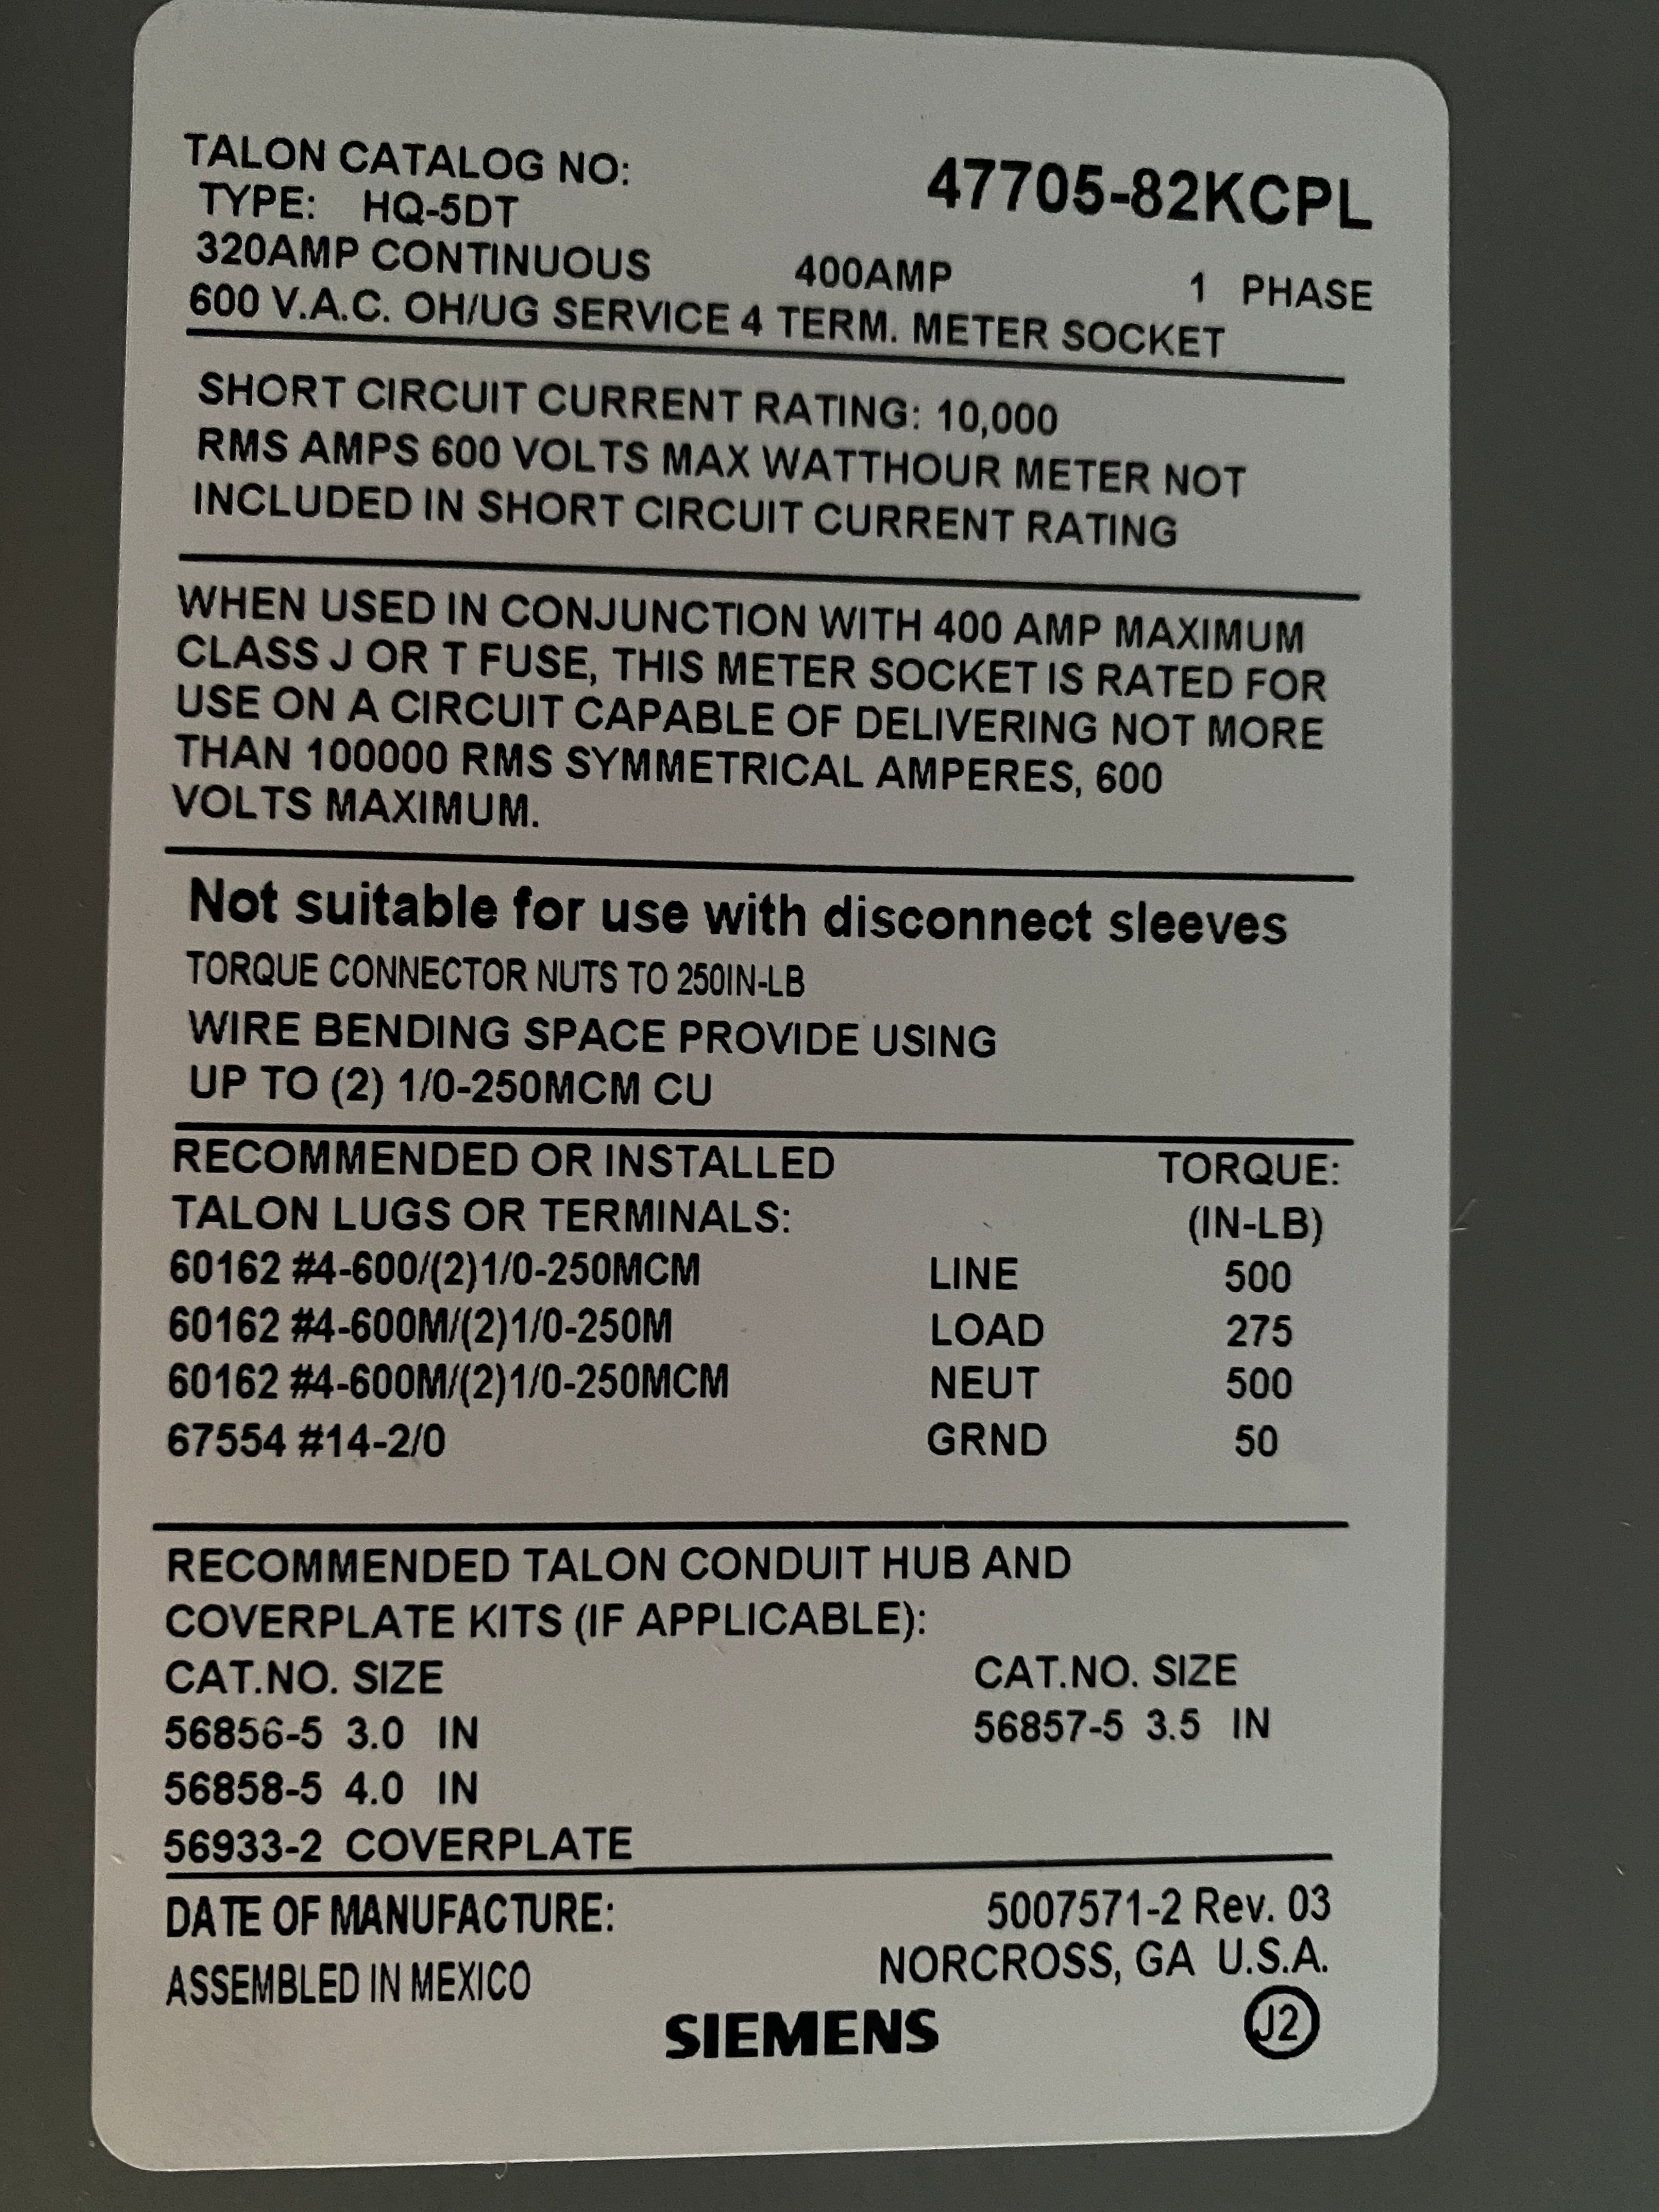 TALON CATALOG NO: 47705-82KCPL
TYPE: HQ-5DT
320AMP CONTINUOUS 400AMP 1 PHASE
600 V.A.C. OH/UG SERVICE 4 TERM. METER SOCKET
SHORT CIRCUIT CURRENT RATING: 10,000
RMS AMPS 600 VOLTS MAX WATTHOUR METER NOT
INCLUDED IN SHORT CIRCUIT CURRENT RATING
WHEN USED IN CONJUNCTION WITH 400 AMP MAXIMUM
CLASS J OR T FUSE, THIS METER SOCKET IS RATED FOR
USE ON A CIRCUIT CAPABLE OF DELIVERING NOT MORE
THAN 100000 RMS SYMMETRICAL AMPERES, 600
VOLTS MAXIMUM.
Not suitable for use with disconnect sleeves
TORQUE CONNECTOR NUTS TO 250IN-LB
WIRE BENDING SPACE PROVIDE USING
UP TO (2) 1/0-250MCM CU
RECOMMENDED OR INSTALLED TORQUE:
TALON LUGS OR TERMINALS: (IN-LB)
60162 #4-600/(2)1/0-250MCM LINE 500
60162 #4-600M/(2)1/0-250M LOAD 275
60162 #4-600M/(2)1/0-250MCM NEUT 500
67554 #14-2/0 GRND 50
RECOMMENDED TALON CONDUIT HUB AND
COVERPLATE KITS (IF APPLICABLE):
CAT.NO. SIZE CAT.NO. SIZE
56856-5 3.0 IN 56857-5 3.5 IN
56858-5 4.0 IN
56933-2 COVERPLATE
DATE OF MANUFACTURE: 5007571-2 Rev. 03
ASSEMBLED IN MEXICO NORCROSS, GA U.S.A.
SIEMENS J2